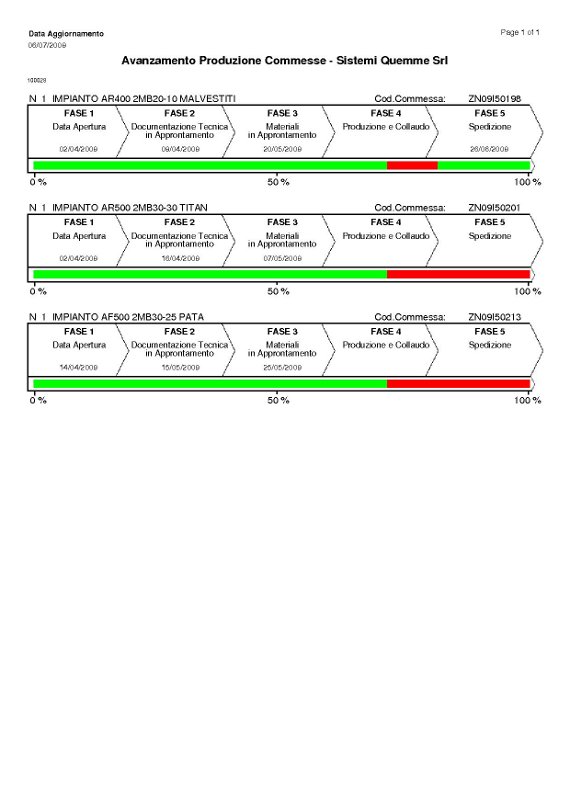 Data Aggiornamento
Page 1 of 1
06/07/2009
Avanzamento Produzione Commesse - Sistemi Quemme Srl
100029
N 1 IMPIANTO AR400 2MB20-10 MALVESTITI Cod.Commessa: ZN09I50198
FASE 1 FASE 2 FASE 3 FASE 4 FASE 5
Data Apertura Documentazione Tecnica Materiali Produzione e Collaudo Spedizione
in Approntamento in Approntamento
02/04/2009 09/04/2009 20/05/2009 26/06/2009
0 % 50 % 100 %
N 1 IMPIANTO AR500 2MB30-30 TITAN Cod.Commessa: ZN09I50201
FASE 1 FASE 2 FASE 3 FASE 4 FASE 5
Data Apertura Documentazione Tecnica Materiali Produzione e Collaudo Spedizione
in Approntamento in Approntamento
02/04/2009 16/04/2009 07/05/2009
0 % 50 % 100 %
N 1 IMPIANTO AF500 2MB30-25 PATA Cod.Commessa: ZN09I50213
FASE 1 FASE 2 FASE 3 FASE 4 FASE 5
Data Apertura Documentazione Tecnica Materiali Produzione e Collaudo Spedizione
in Approntamento in Approntamento
14/04/2009 15/05/2009 25/05/2009
0 % 50 % 100 %